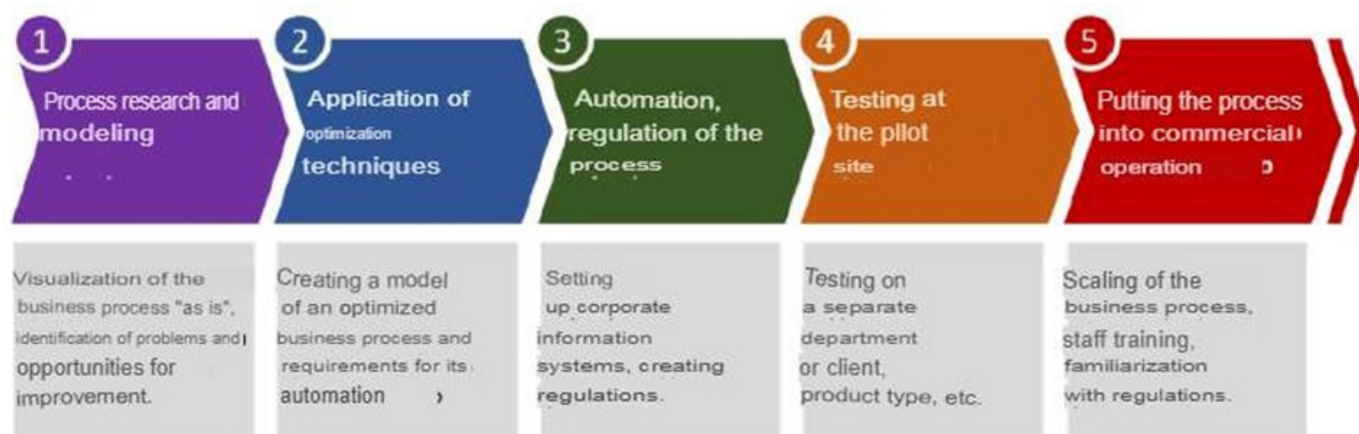 1
Process research and
modeling
2
Application of
optimization
techniques
3
Automation,
regulation of the
process
4
Testing at
the pllot
site
5
Putting the process
into commercial
operation
Visualization of the
business process "as is",
identification of problems and
opportunities for
improvement.
Creating a model
of an optimized
business process and
requirements for its
automation
Setting
up corporate
information
systems, creating
regulations.
Testing on
a separate
department
or client,
product type, etc.
Scaling of the
business process,
staff training,
familiarization
with regulations.